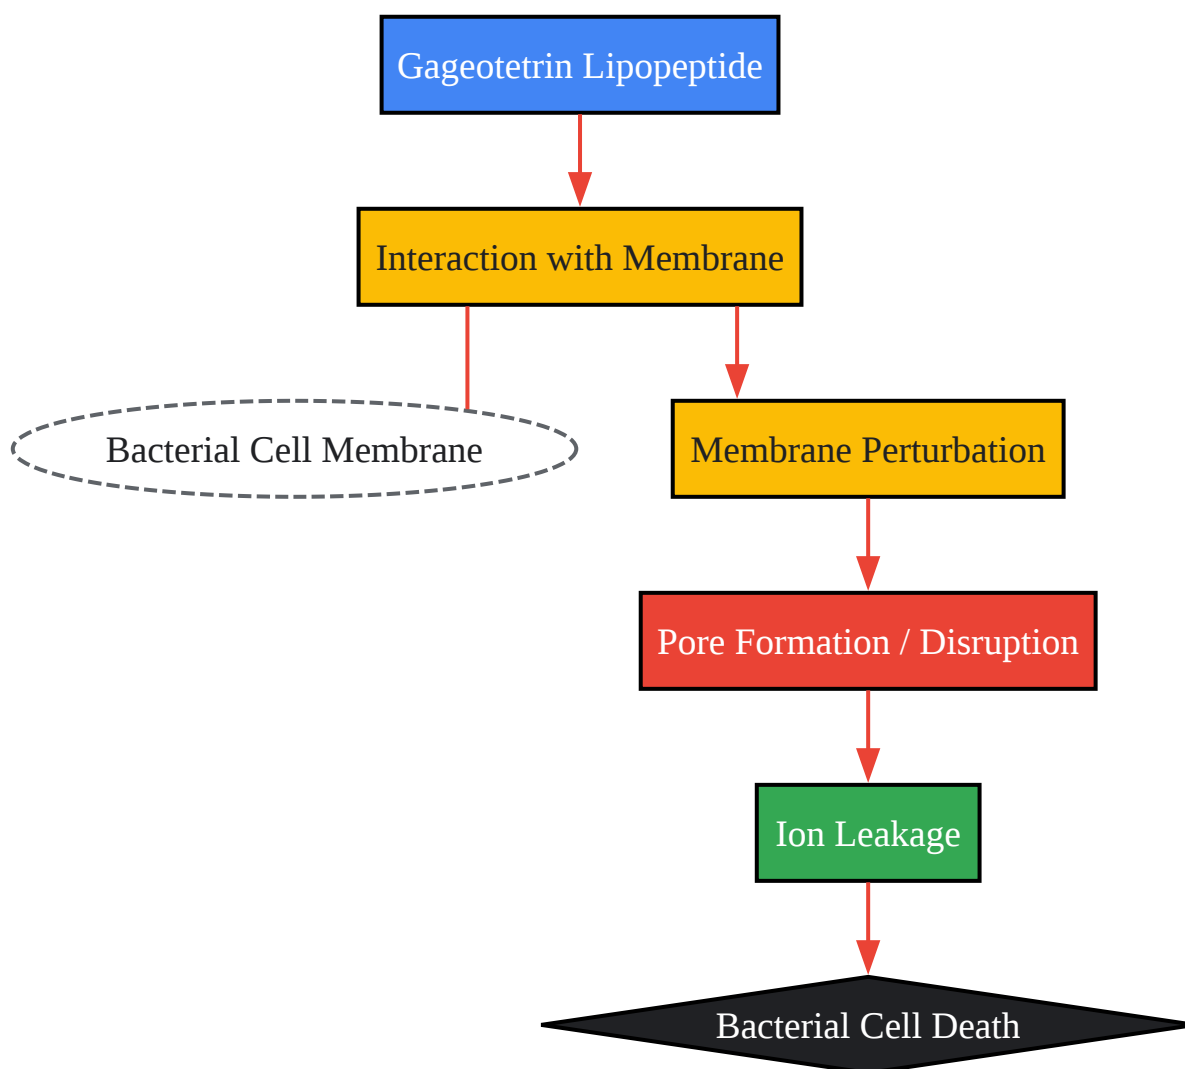 Gageotetrin Lipopeptide
Interaction with Membrane
Bacterial Cell Membrane
Membrane Perturbation
Pore Formation / Disruption
Ion Leakage
Bacterial Cell Death